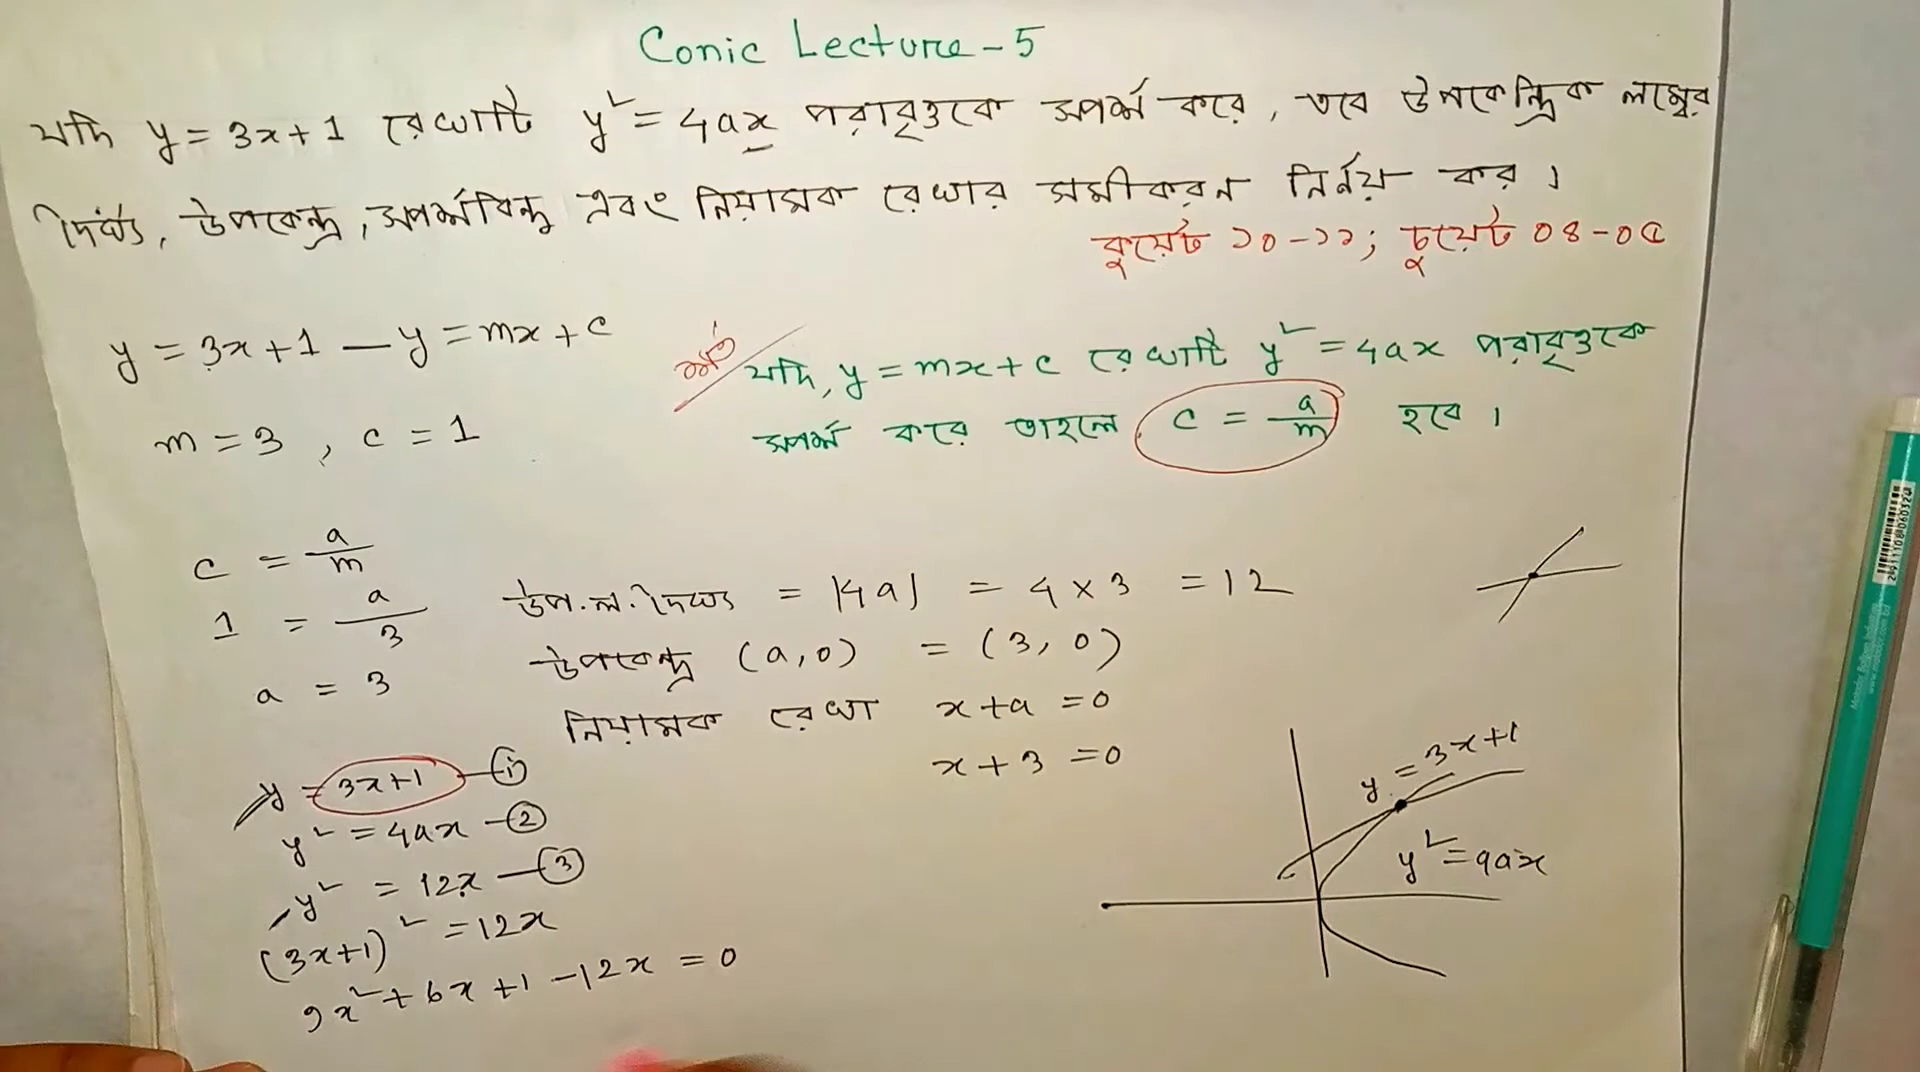 Conic Lecture-5
যদি y = 3x+1 রেখাটি y² = 4ax পরাবৃত্তকে স্পর্শ করে, তবে উপকেন্দ্রিক লম্বের
দৈর্ঘ্য, উপকেন্দ্র, স্পর্শবিন্দু এবং নিয়ামক রেখার সমীকরন নির্নয় কর।
কুয়েট ১০-১১; চুয়েট ০৪-০৫
y = 3x+1 — y = mx+c
শর্ত
যদি, y = mx+c রেখাটি y² = 4ax পরাবৃত্তকে
স্পর্শ করে তাহলে c = a/m হবে।
m = 3, c = 1
c = a/m
1 = a/3
a = 3
উপ.ল.দৈর্ঘ্য = |4a| = 4×3 = 12
উপকেন্দ্র (a,0) = (3,0)
নিয়ামক রেখা x+a = 0
x+3 = 0
y = 3x+1 —(i)
y² = 4ax —(2)
y² = 12x —(3)
(3x+1)² = 12x
9x²+6x+1-12x = 0
y = 3x+1
y² = 4ax